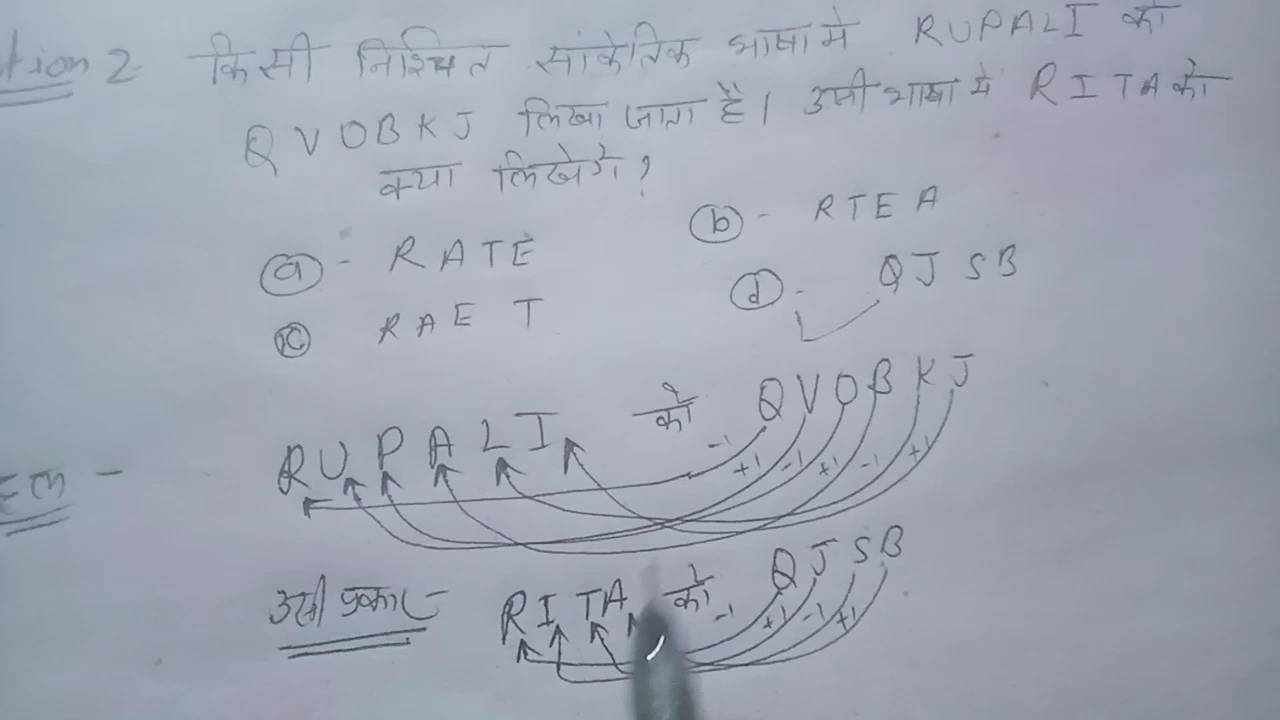 tion 2 किसी निश्चित सांकेतिक भाषा मे RUPALI को
QVOBKJ लिखा जाता है। उसी भाषा मे RITA को
क्या लिखेगे?
(a) - RATE (b) - RTEA
(c) RAET (d) - QJSB
RUPALI को QVOBKJ
-1 +1 -1 +1 -1 +1
हल -
उसी प्रकार - RITA को QJSB
-1 +1 -1 +1